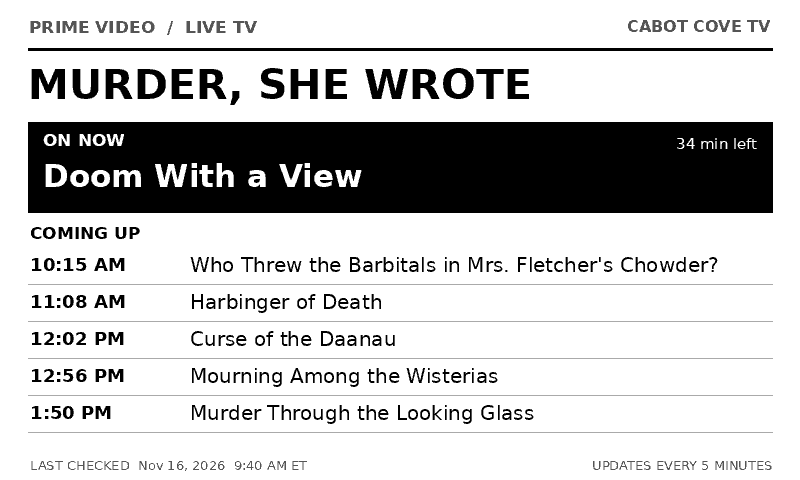 PRIME VIDEO / LIVE TV
CABOT COVE TV
MURDER, SHE WROTE
ON NOW
34 min left
Doom With a View
COMING UP
10:15 AM Who Threw the Barbitals in Mrs. Fletcher's Chowder?
11:08 AM Harbinger of Death
12:02 PM Curse of the Daanau
12:56 PM Mourning Among the Wisterias
1:50 PM Murder Through the Looking Glass
LAST CHECKED Nov 16, 2026 9:40 AM ET
UPDATES EVERY 5 MINUTES